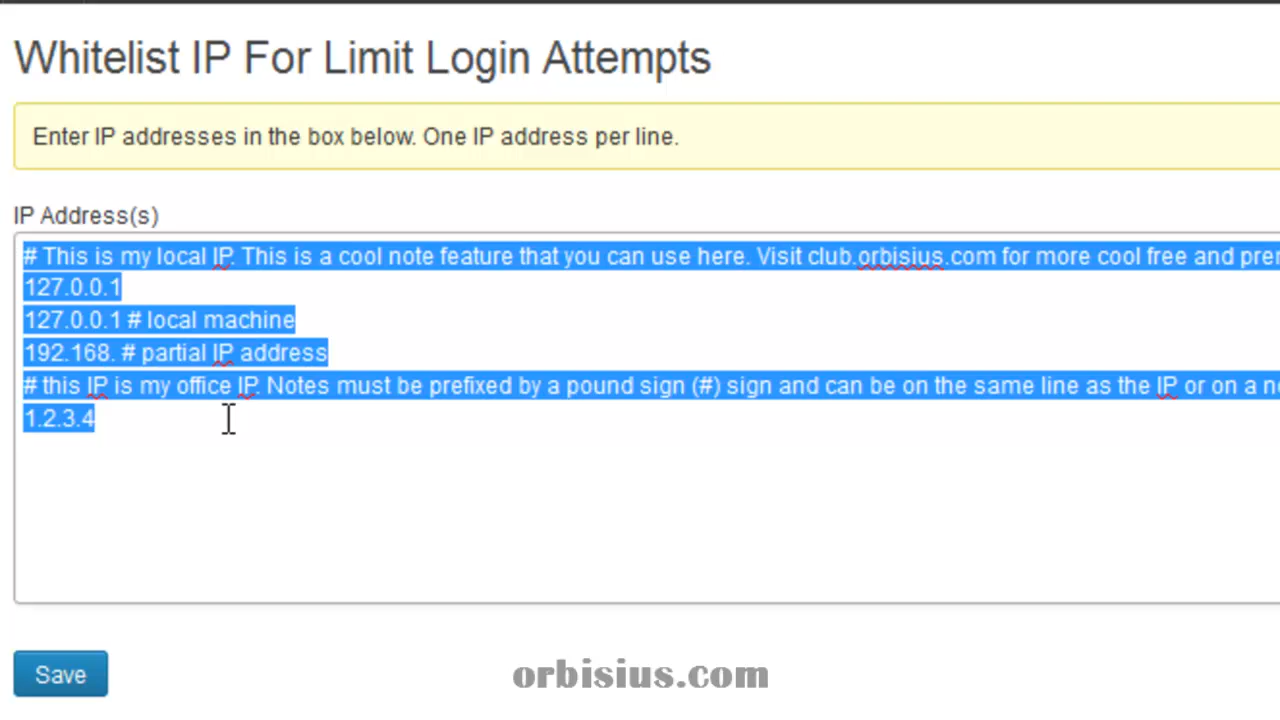 Whitelist IP For Limit Login Attempts
Enter IP addresses in the box below. One IP address per line.
IP Address(s)
# This is my local IP. This is a cool note feature that you can use here. Visit club.orbisius.com for more cool free and
127.0.0.1
127.0.0.1 # local machine
192.168. # partial IP address
# this IP is my office IP. Notes must be prefixed by a pound sign (#) sign and can be on the same line as the IP or on a
1.2.3.4
Save
orbisius.com